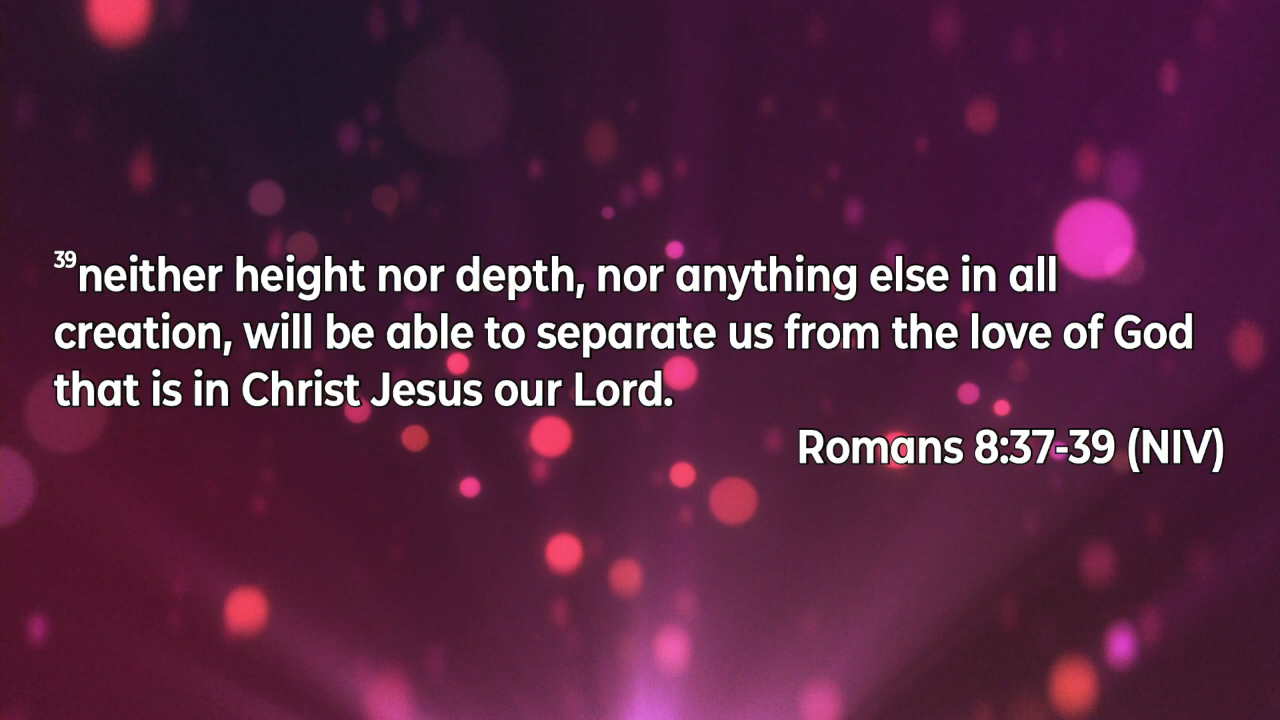 39neither height nor depth, nor anything else in all
creation, will be able to separate us from the love of God
that is in Christ Jesus our Lord.
Romans 8:37-39 (NIV)